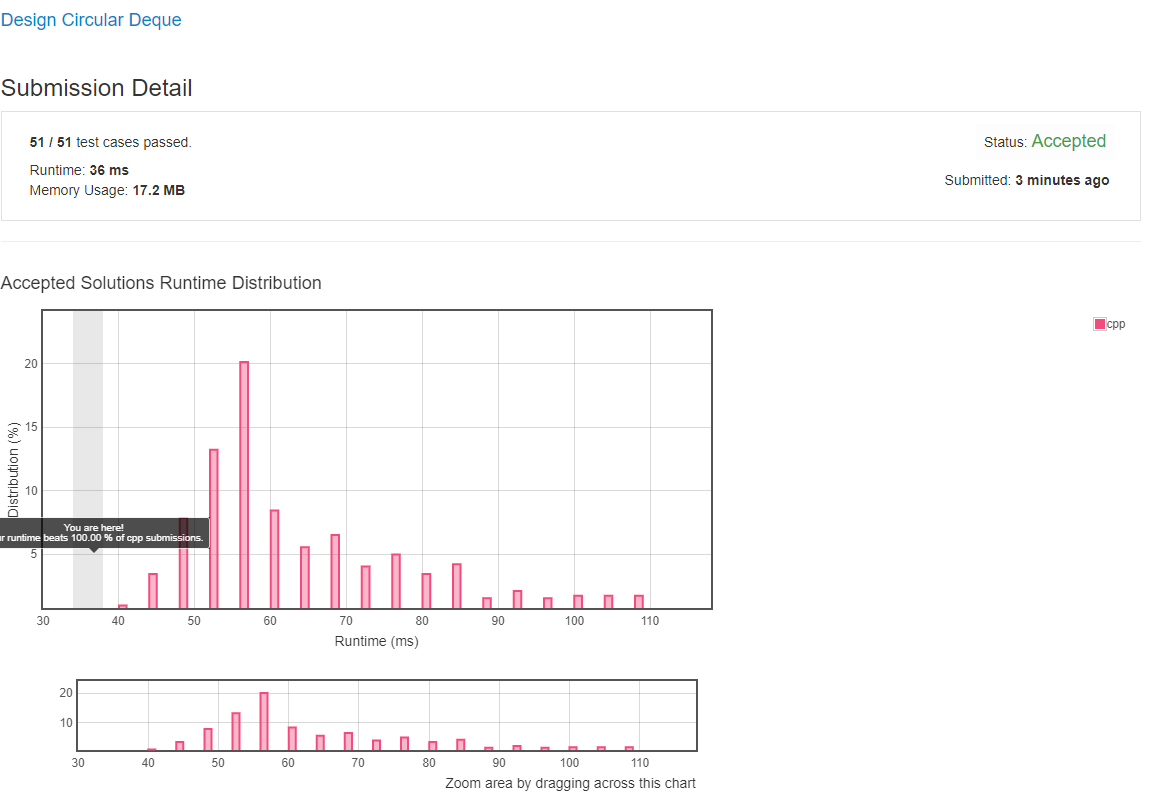 Design Circular Deque
Submission Detail
51 / 51 test cases passed.
Status: Accepted
Runtime: 36 ms
Memory Usage: 17.2 MB
Submitted: 3 minutes ago
Accepted Solutions Runtime Distribution
cpp
20
15
10
5
Distribution (%)
You are here!
r runtime beats 100.00 % of cpp submissions.
30 40 50 60 70 80 90 100 110
Runtime (ms)
20
10
30 40 50 60 70 80 90 100 110
Zoom area by dragging across this chart